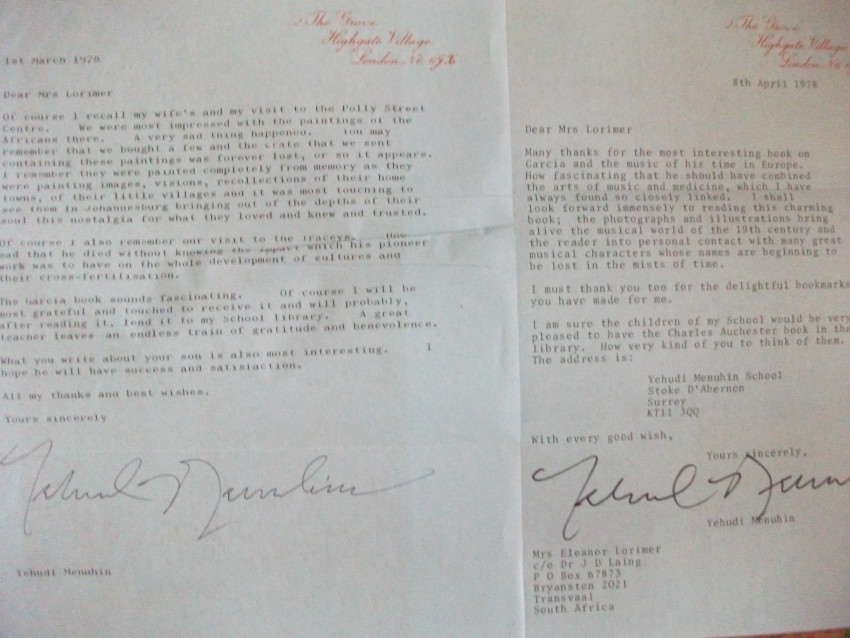 2 The Grove
Highgate Village
London N6 6JX
1st March 1978
Dear Mrs Lorimer
Of course I recall my wife's and my visit to the Polly Street
Centre. We were most impressed with the paintings of the
Africans there. A very sad thing happened. You may
remember that we bought a few and the crate that we sent
containing these paintings was forever lost, or so it appears.
I remember they were painted completely from memory as they
were painting images, visions, recollections of their home
towns, of their little villages and it was most touching to
see them in Johannesburg bringing out of the depths of their
soul this nostalgia for what they loved and knew and trusted.
Of course I also remember our visit to the Traceys. How
sad that he died without knowing the impact which his pioneer
work was to have on the whole development of cultures and
their cross-fertilisation.
The Garcia book sounds fascinating. Of course I will be
most grateful and touched to receive it and will probably,
after reading it, lend it to my School library. A great
teacher leaves an endless train of gratitude and benevolence.
What you write about your son is also most interesting. I
hope he will have success and satisfaction.
All my thanks and best wishes.
Yours sincerely
Yehudi Menuhin
Yehudi Menuhin
2 The Grove
Highgate Village
London N6
8th April 1978
Dear Mrs Lorimer
Many thanks for the most interesting book on
Garcia and the music of his time in Europe.
How fascinating that he should have combined
the arts of music and medicine, which I have
always found so closely linked. I shall
look forward immensely to reading this charming
book; the photographs and illustrations bring
alive the musical world of the 19th century and
the reader into personal contact with many great
musical characters whose names are beginning to
be lost in the mists of time.
I must thank you too for the delightful bookmarks
you have made for me.
I am sure the children of my School would be very
pleased to have the Charles Auchester book in the
library. How very kind of you to think of them.
The address is:
Yehudi Menuhin School
Stoke D'Abernon
Surrey
KT11 3QQ
With every good wish,
Yours sincerely,
Yehudi Menu
Yehudi Menuhin
Mrs Eleanor Lorimer
c/o Dr J D Laing
P O Box 67873
Bryanston 2021
Transvaal
South Africa